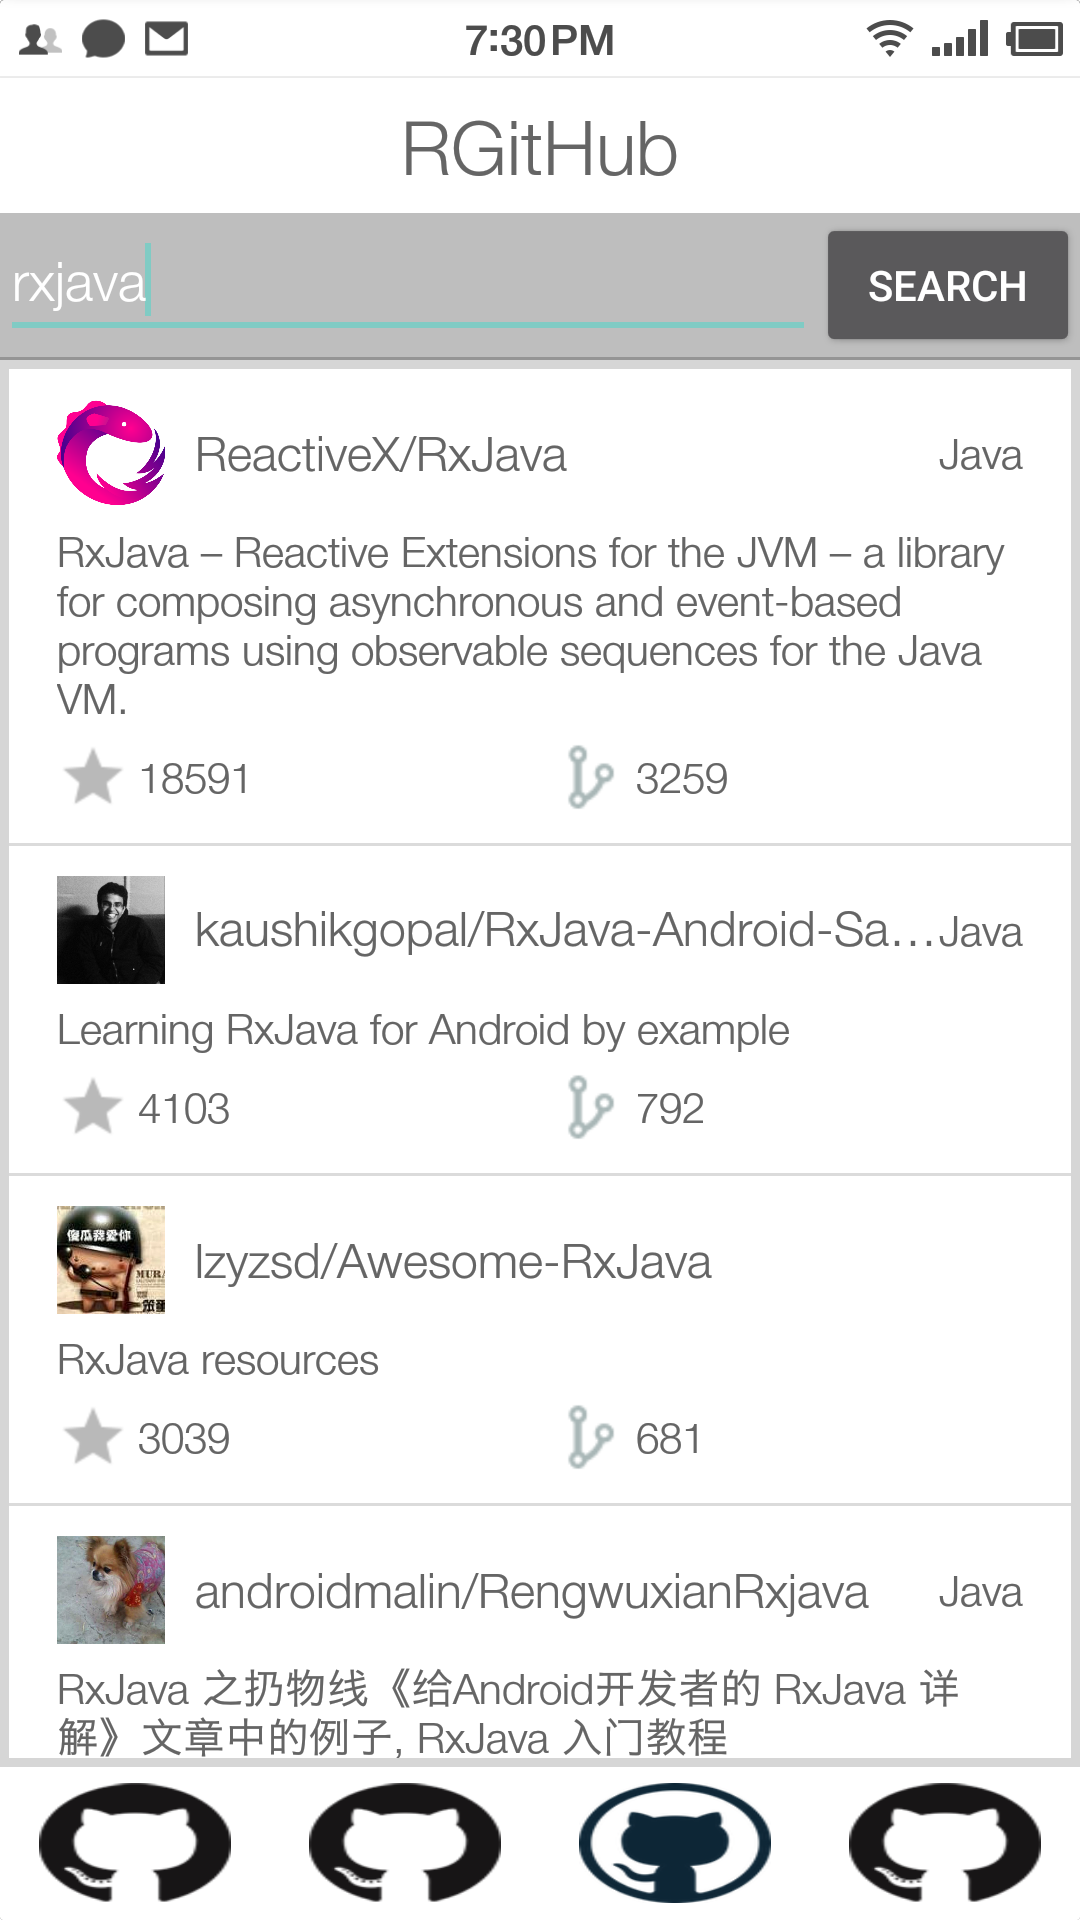 7:30 PM
RGitHub
rxjava
SEARCH
ReactiveX/RxJava
Java
RxJava – Reactive Extensions for the JVM – a library
for composing asynchronous and event-based
programs using observable sequences for the Java
VM.
18591
3259
kaushikgopal/RxJava-Android-Sa...
Java
Learning RxJava for Android by example
4103
792
傻瓜我爱你
lzyzsd/Awesome-RxJava
RxJava resources
3039
681
androidmalin/RengwuxianRxjava
Java
RxJava 之扔物线《给Android开发者的 RxJava 详
解》文章中的例子, RxJava 入门教程